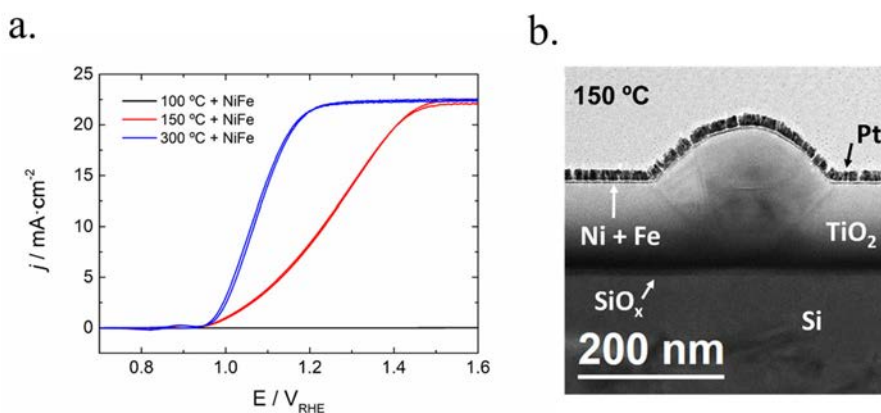 a.
25
20
15
10
5
0
j / mA·cm⁻²
100 ºC + NiFe
150 ºC + NiFe
300 ºC + NiFe
0.8
1.0
1.2
1.4
1.6
E / V_RHE
b.
150 ºC
Pt
Ni + Fe
TiO₂
SiOₓ
Si
200 nm